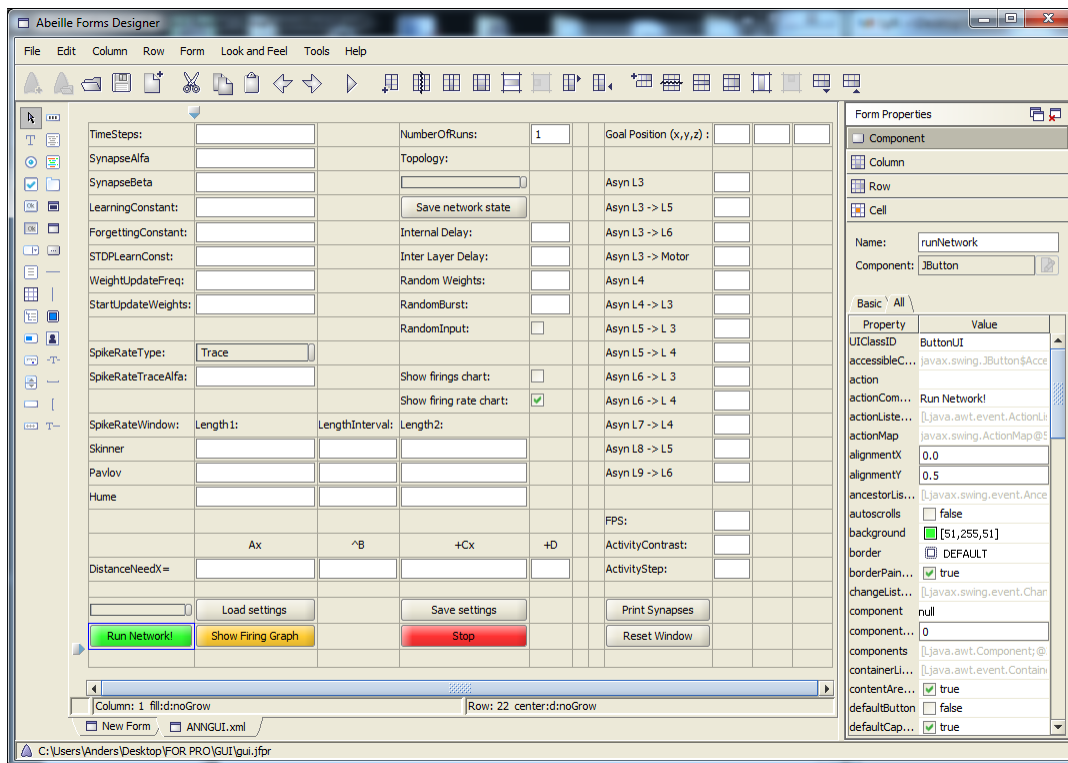 Abeille Forms Designer
File Edit Column Row Form Look and Feel Tools Help
TimeSteps: NumberOfRuns: 1 Goal Position (x,y,z) :
SynapseAlfa Topology:
SynapseBeta Asyn L3
LearningConstant: Save network state Asyn L3 -> L5
ForgettingConstant: Internal Delay: Asyn L3 -> L6
STDPLearnConst: Inter Layer Delay: Asyn L3 -> Motor
WeightUpdateFreq: Random Weights: Asyn L4
StartUpdateWeights: RandomBurst: Asyn L4 -> L3
RandomInput: Asyn L5 -> L 3
SpikeRateType: Trace Asyn L5 -> L 4
SpikeRateTraceAlfa: Show firings chart: Asyn L6 -> L 3
Show firing rate chart: Asyn L6 -> L 4
SpikeRateWindow: Length1: LengthInterval: Length2: Asyn L7 -> L4
Skinner Asyn L8 -> L5
Pavlov Asyn L9 -> L6
Hume
FPS:
Ax ^B +Cx +D ActivityContrast:
DistanceNeedX= ActivityStep:
Load settings Save settings Print Synapses
Run Network! Show Firing Graph Stop Reset Window
Column: 1 fill:d:noGrow Row: 22 center:d:noGrow
New Form ANNGUI.xml
C:\Users\Anders\Desktop\FOR PRO\GUI\gui.jfpr
Form Properties
Component
Column
Row
Cell
Name: runNetwork
Component: JButton
Basic All
Property Value
UIClassID ButtonUI
accessibleC... javax.swing.JButton$Acce
action
actionCom... Run Network!
actionListe... [Ljava.awt.event.ActionLi
actionMap javax.swing.ActionMap@5
alignmentX 0.0
alignmentY 0.5
ancestorLis... [Ljavax.swing.event.Ance
autoscrolls false
background [51,255,51]
border DEFAULT
borderPain... true
changeList... [Ljavax.swing.event.Chan
component null
component... 0
components [Ljava.awt.Component;@
containerLi... [Ljava.awt.event.Contain
contentAre... true
defaultButton false
defaultCap... true